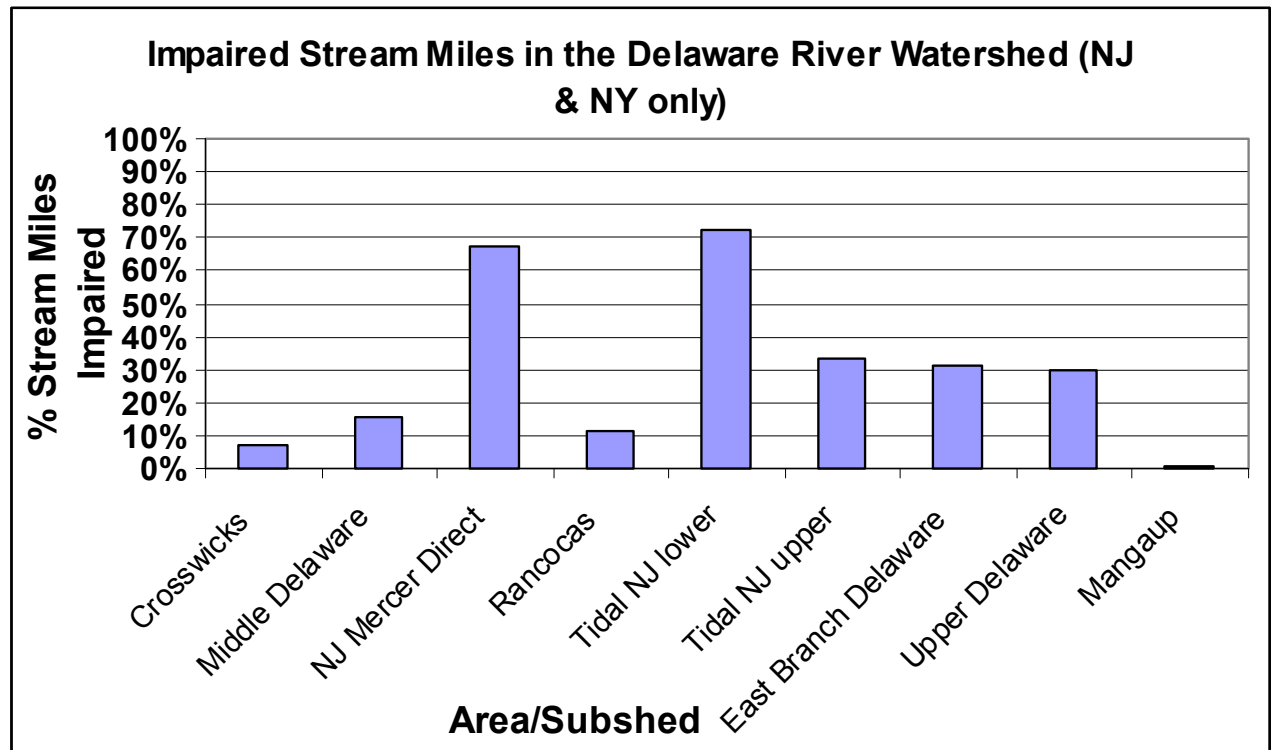 Impaired Stream Miles in the Delaware River Watershed (NJ
& NY only)
% Stream Miles
Impaired
100%
90%
80%
70%
60%
50%
40%
30%
20%
10%
0%
Crosswicks
Middle Delaware
NJ Mercer Direct
Rancocas
Tidal NJ lower
Tidal NJ upper
East Branch Delaware
Upper Delaware
Mangaup
Area/Subshed